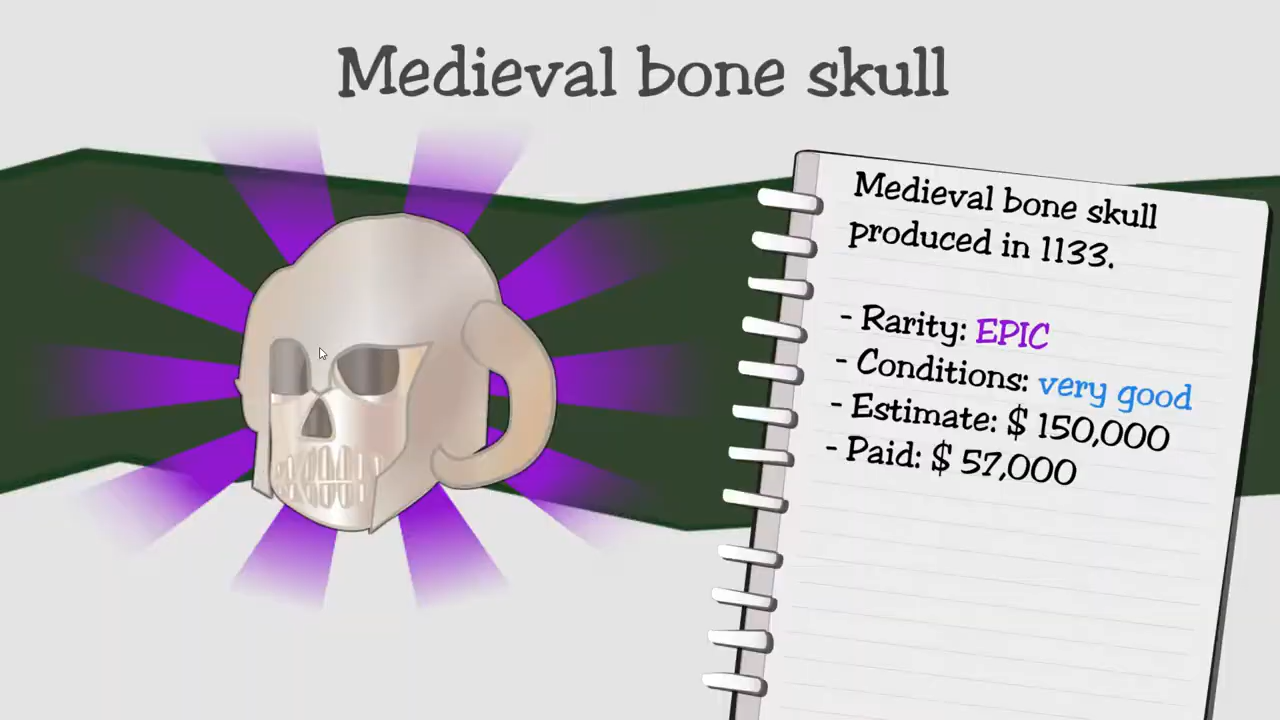 Medieval bone skull
Medieval bone skull
produced in 1133.
- Rarity: EPIC
- Conditions: very good
- Estimate: $ 150,000
- Paid: $ 57,000